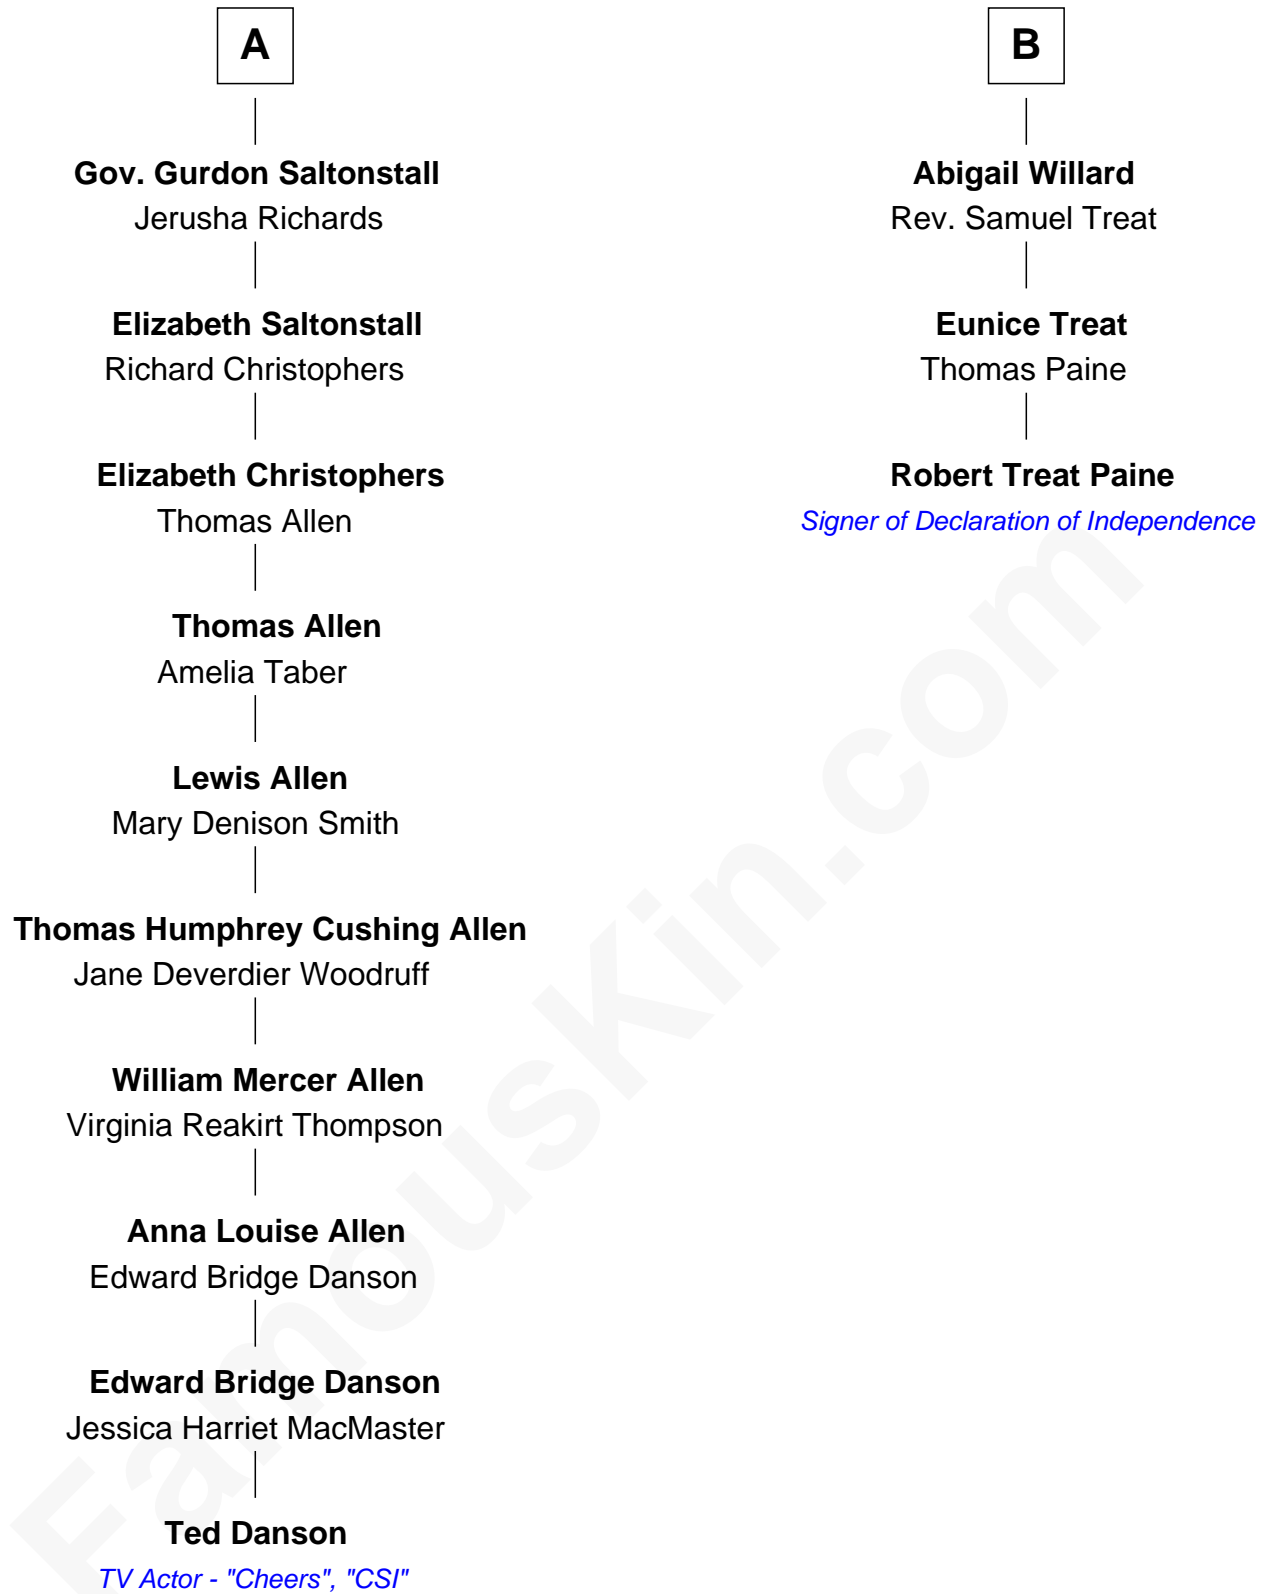 A
Gov. Gurdon Saltonstall
Jerusha Richards
Elizabeth Saltonstall
Richard Christophers
Elizabeth Christophers
Thomas Allen
Thomas Allen
Amelia Taber
Lewis Allen
Mary Denison Smith
Thomas Humphrey Cushing Allen
Jane Deverdier Woodruff
William Mercer Allen
Virginia Reakirt Thompson
Anna Louise Allen
Edward Bridge Danson
Edward Bridge Danson
Jessica Harriet MacMaster
Ted Danson
TV Actor - "Cheers", "CSI"
B
Abigail Willard
Rev. Samuel Treat
Eunice Treat
Thomas Paine
Robert Treat Paine
Signer of Declaration of Independence
FamousKin.com